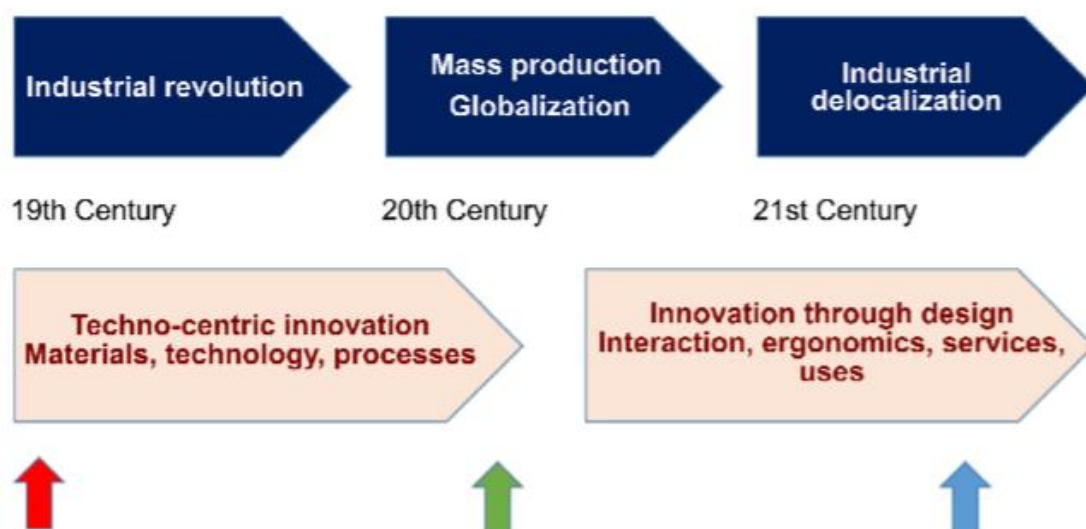 Industrial revolution
Mass production
Globalization
Industrial
delocalization
19th Century
20th Century
21st Century
Techno-centric innovation
Materials, technology, processes
Innovation through design
Interaction, ergonomics, services,
uses